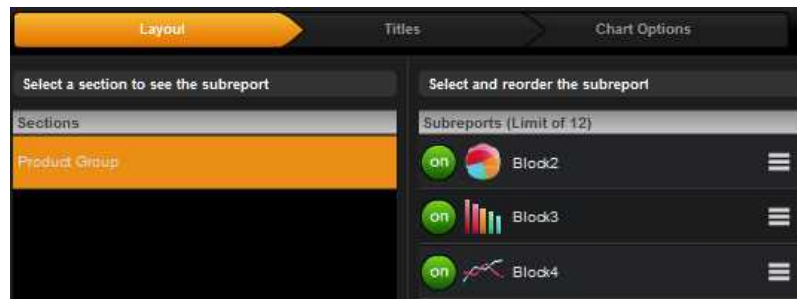 Layout
Titles
Chart Options
Select a section to see the subreport
Select and reorder the subreport
Sections
Subreports (Limit of 12)
Product Group
on Block2
on Block3
on Block4